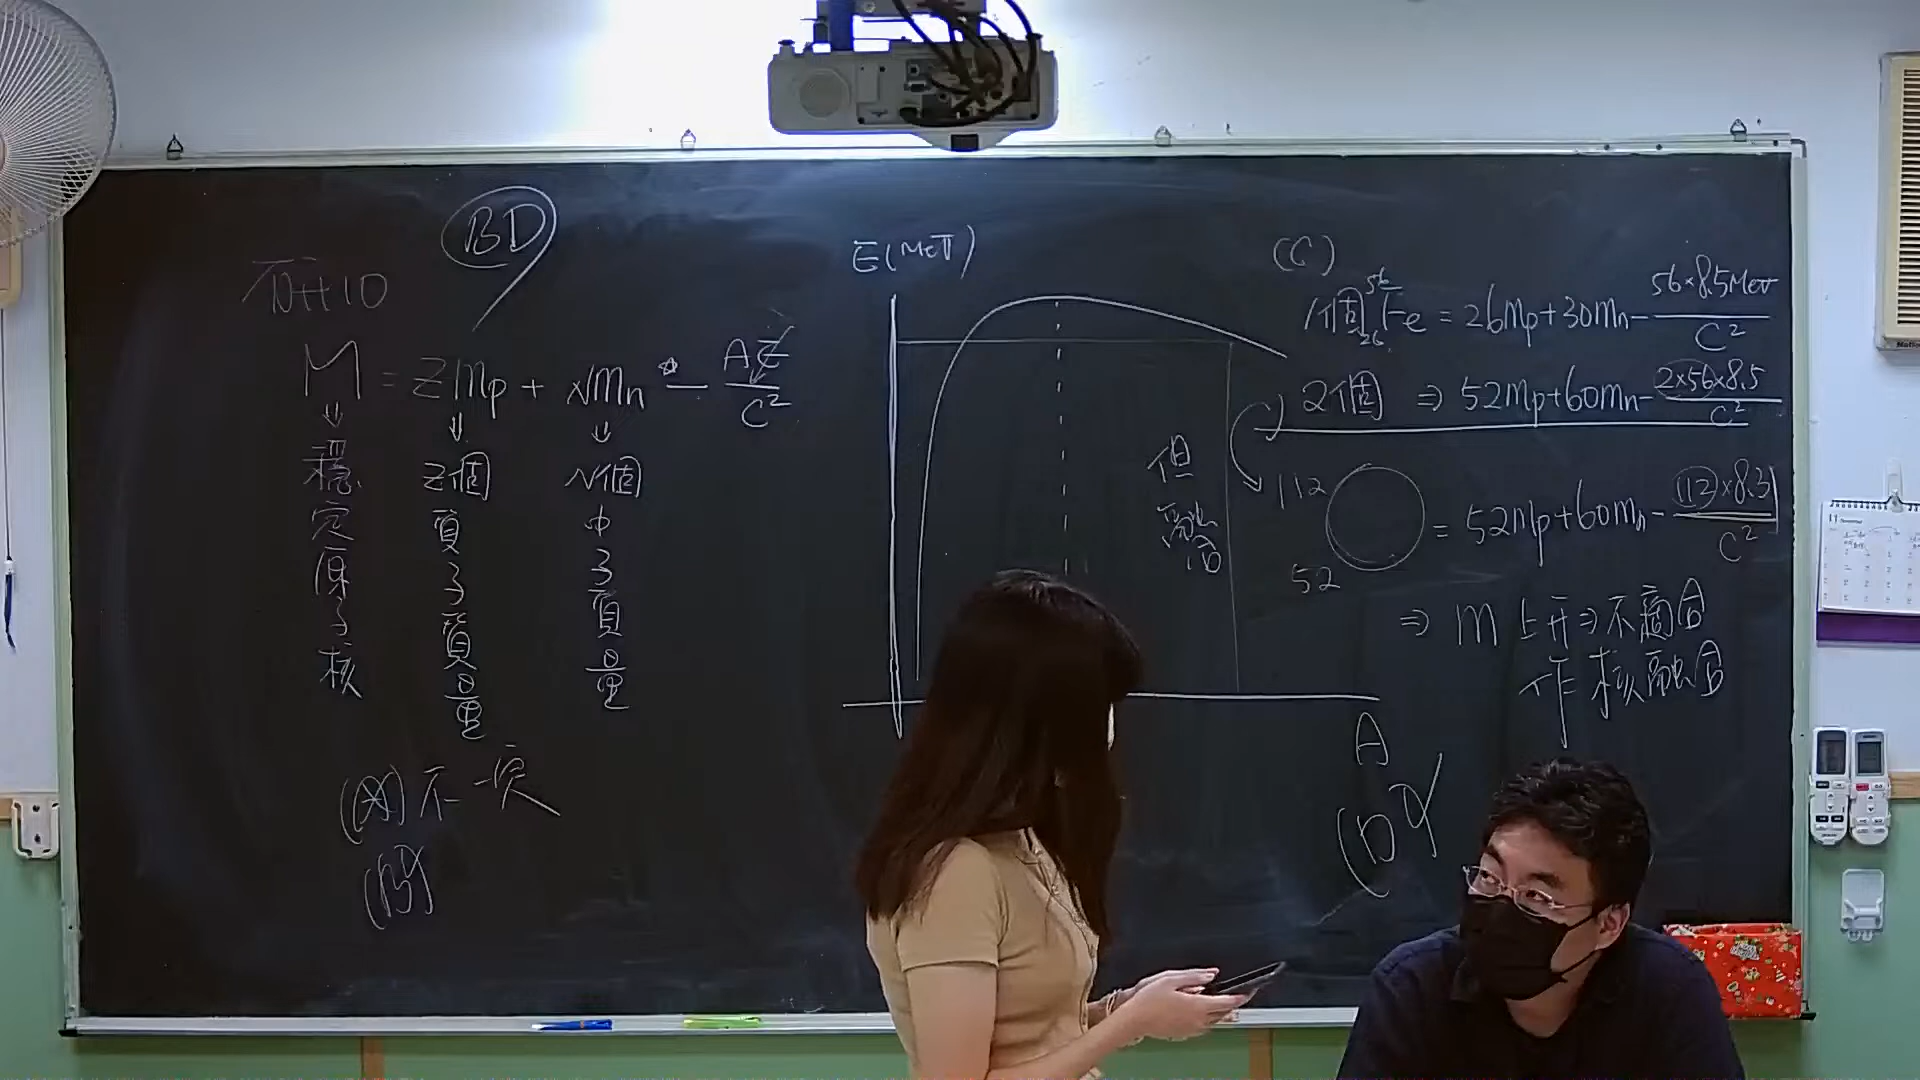 BD
M = Zmp + Nmn - AE/C²
Z個
N個
穩定原子核
質子質量
中子質量
(A) 不一定
(B)
E(MeV)
但
融合
A
(C)
1個 ⁵⁶₂₆Fe = 26mp+30mn- 56×8.5MeV/C²
2個 ⇒ 52mp+60mn- 2×56×8.5/C²
112
52
= 52mp+60mn- 112×8.3/C²
⇒ m上升⇒不適合
作核融合
(D)